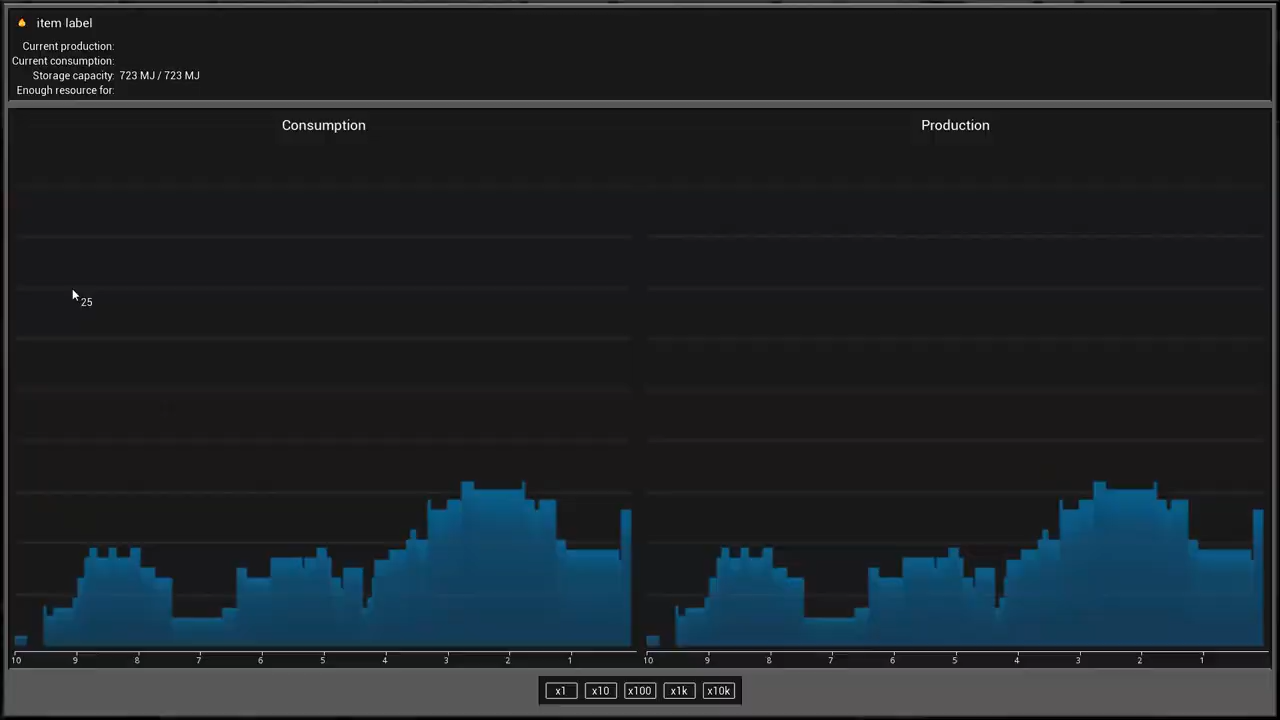 item label
Current production:
Current consumption:
Storage capacity: 723 MJ / 723 MJ
Enough resource for:
Consumption
Production
25
10 9 8 7 6 5 4 3 2 1
10 9 8 7 6 5 4 3 2 1
x1 x10 x100 x1k x10k